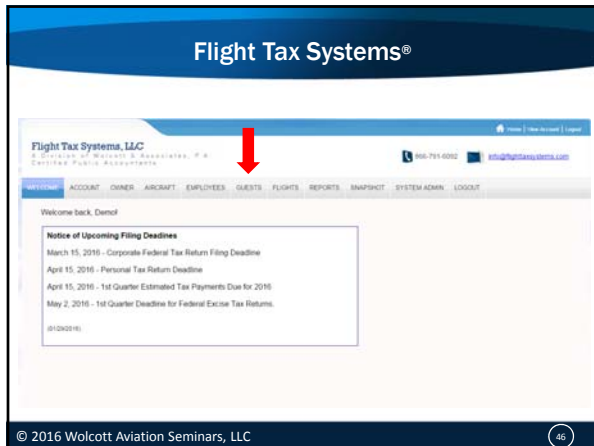 Flight Tax Systems®
Home | View Account | Logout
Flight Tax Systems, LLC
A Division of Wolcott & Associates, P.A.
Certified Public Accountants
866-791-6092 info@flighttaxsystems.com
WELCOME ACCOUNT OWNER AIRCRAFT EMPLOYEES GUESTS FLIGHTS REPORTS SNAPSHOT SYSTEM ADMIN LOGOUT
Welcome back, Demo!
Notice of Upcoming Filing Deadines
March 15, 2016 - Corporate Federal Tax Return Filing Deadline
April 15, 2016 - Personal Tax Return Deadline
April 15, 2016 - 1st Quarter Estimated Tax Payments Due for 2016
May 2, 2016 - 1st Quarter Deadline for Federal Excise Tax Returns.
(01/29/2016)
© 2016 Wolcott Aviation Seminars, LLC
46